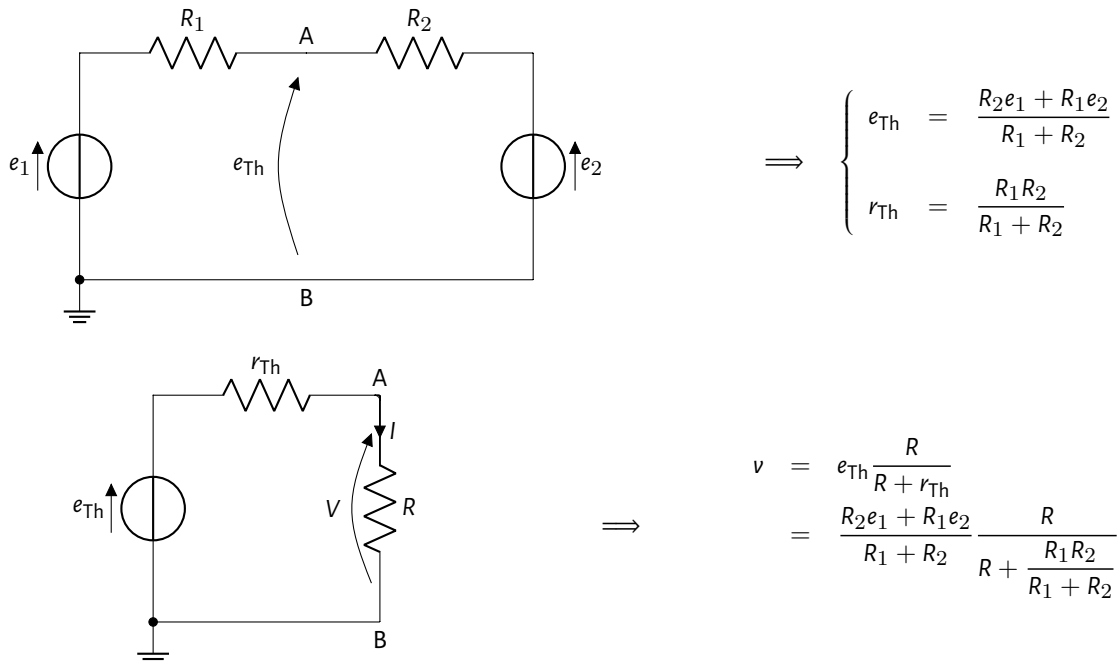 R1 A R2
e1 eTh e2
B
⟹ { eTh = (R2e1 + R1e2) / (R1 + R2)
rTh = R1R2 / (R1 + R2)
rTh A
I
eTh V R
B
⟹ v = eTh R / (R + rTh)
= (R2e1 + R1e2) / (R1 + R2) R / (R + R1R2 / (R1 + R2))